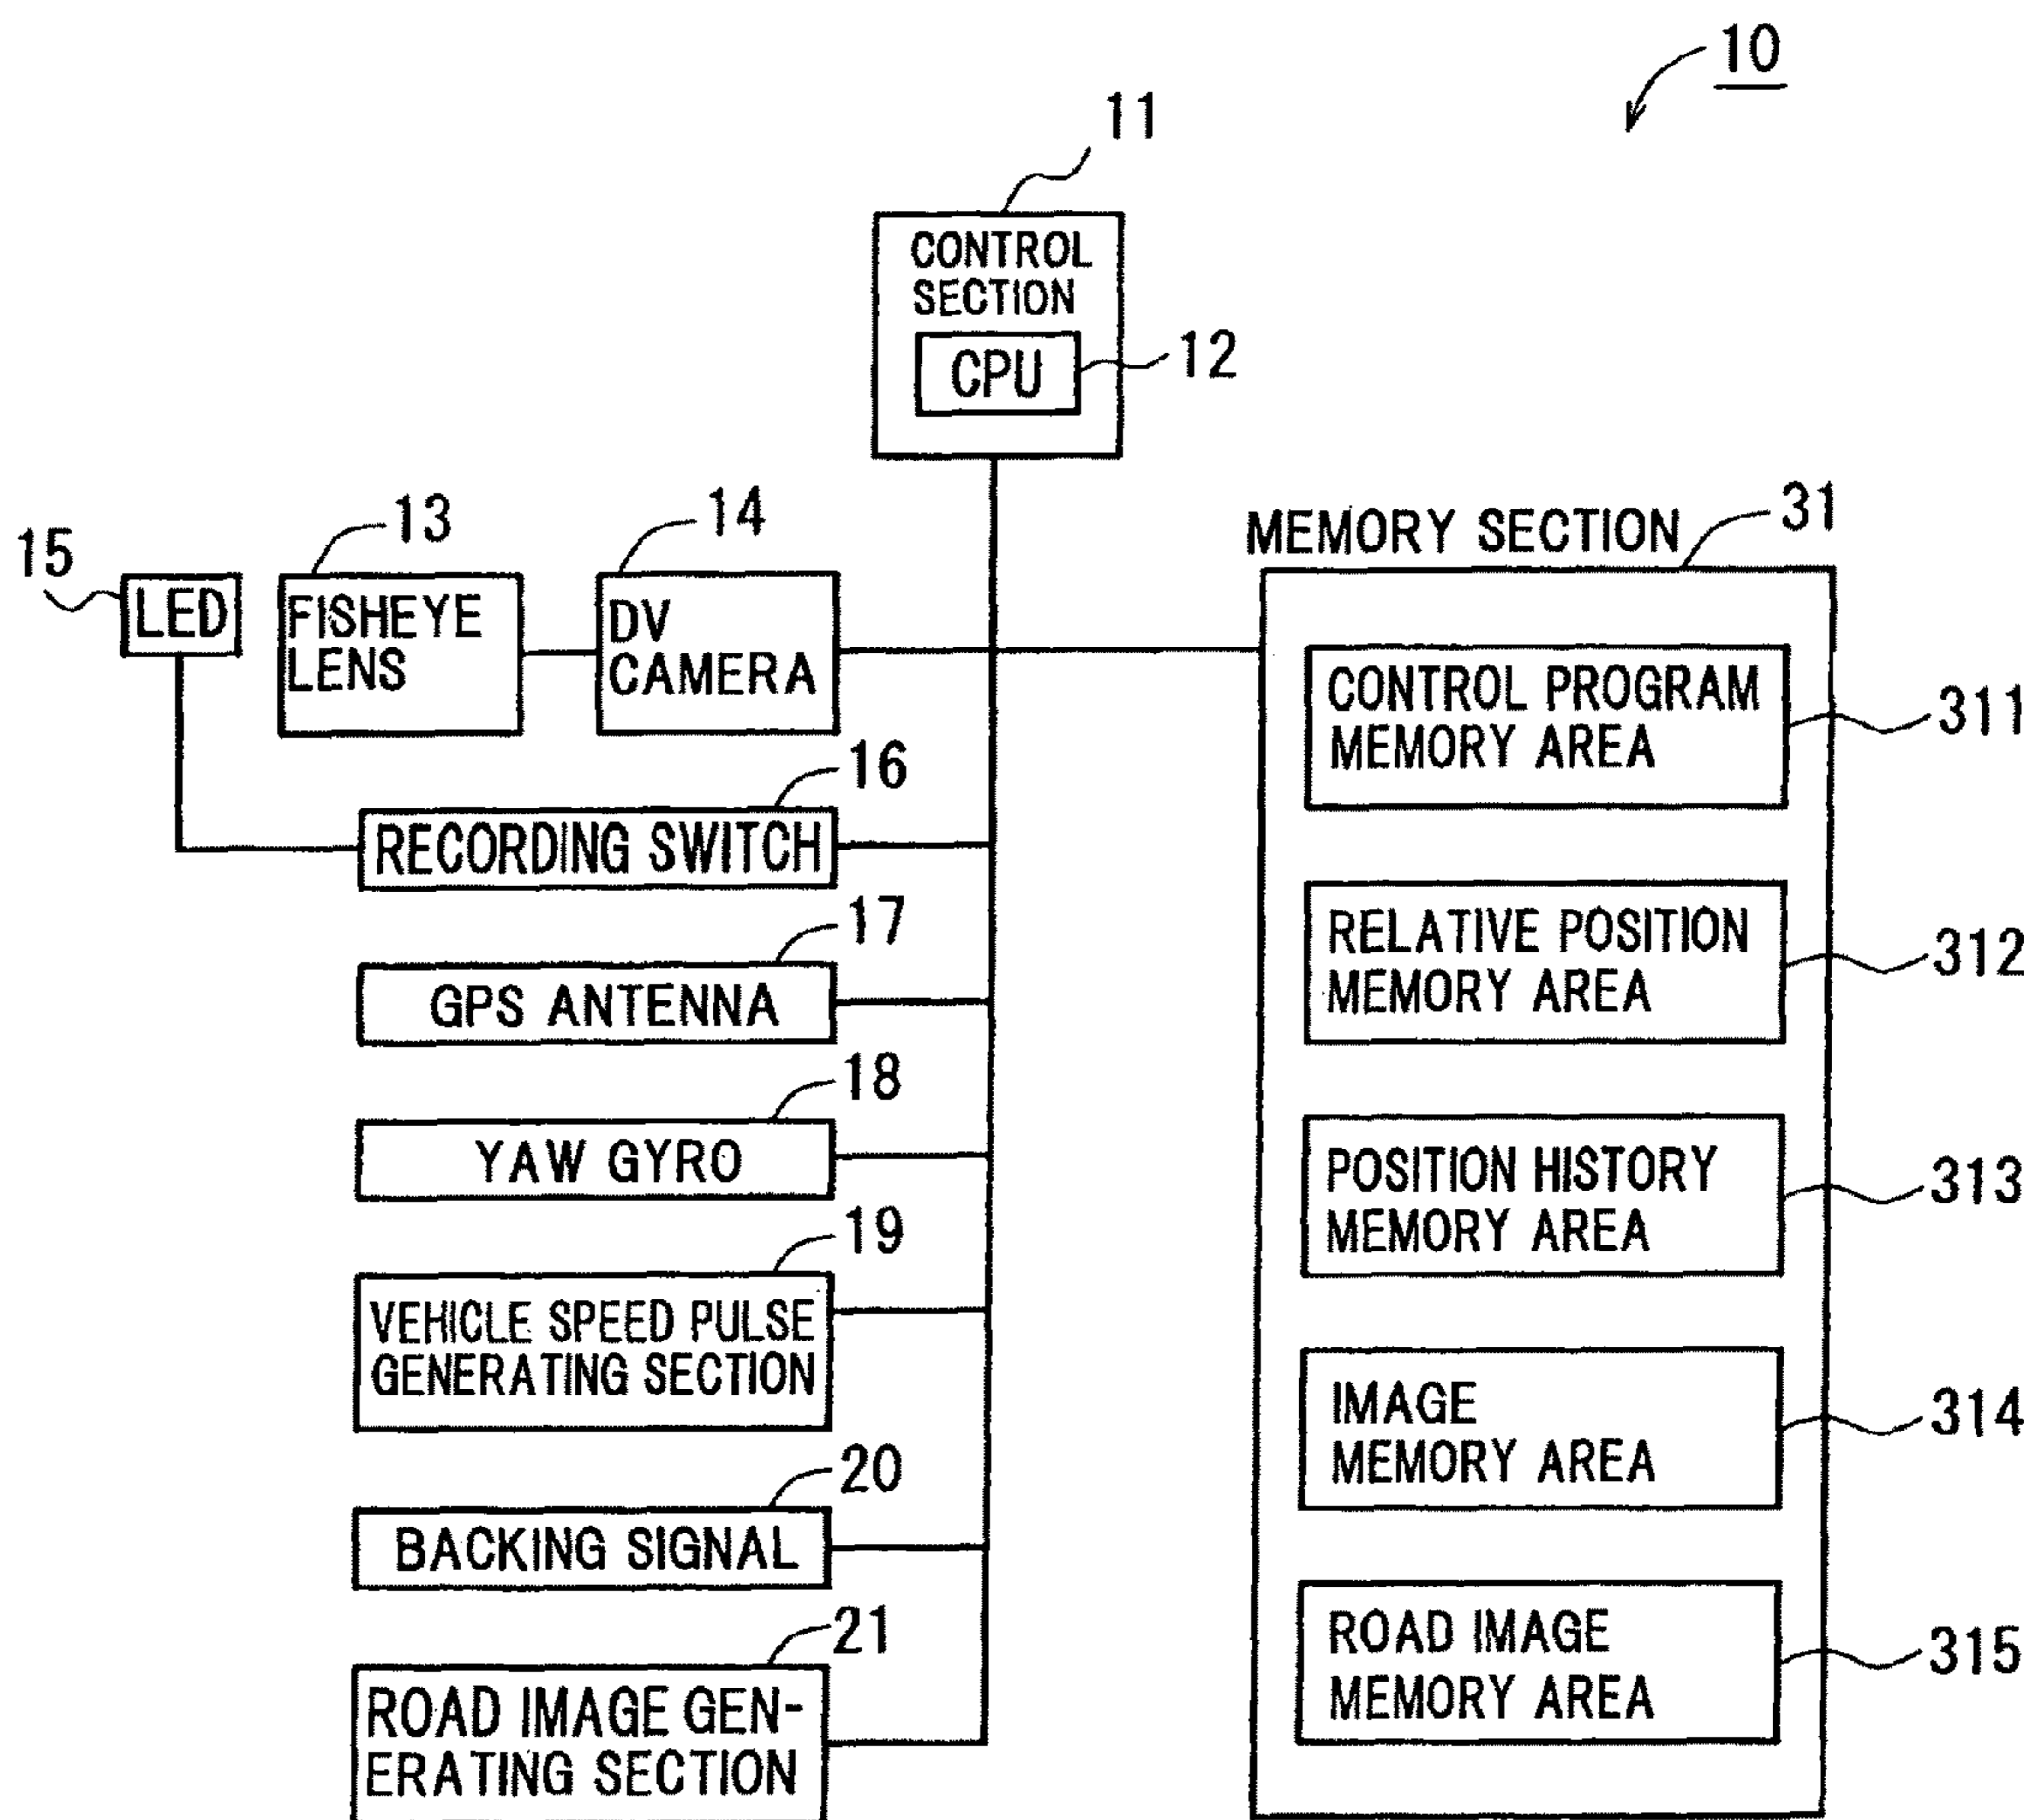 10
11
CONTROL
SECTION
CPU
12
13
14
15
LED
FISHEYE
LENS
DV
CAMERA
16
RECORDING SWITCH
17
GPS ANTENNA
18
YAW GYRO
19
VEHICLE SPEED PULSE
GENERATING SECTION
20
BACKING SIGNAL
21
ROAD IMAGE GEN-
ERATING SECTION
MEMORY SECTION
31
CONTROL PROGRAM
MEMORY AREA
311
RELATIVE POSITION
MEMORY AREA
312
POSITION HISTORY
MEMORY AREA
313
IMAGE
MEMORY AREA
314
ROAD IMAGE
MEMORY AREA
315